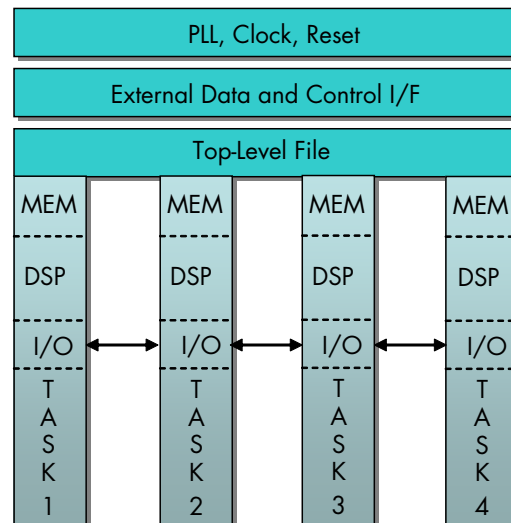 PLL, Clock, Reset
External Data and Control I/F
Top-Level File
MEM MEM MEM MEM
DSP DSP DSP DSP
I/O I/O I/O I/O
T T T T
A A A A
S S S S
K K K K
1 2 3 4